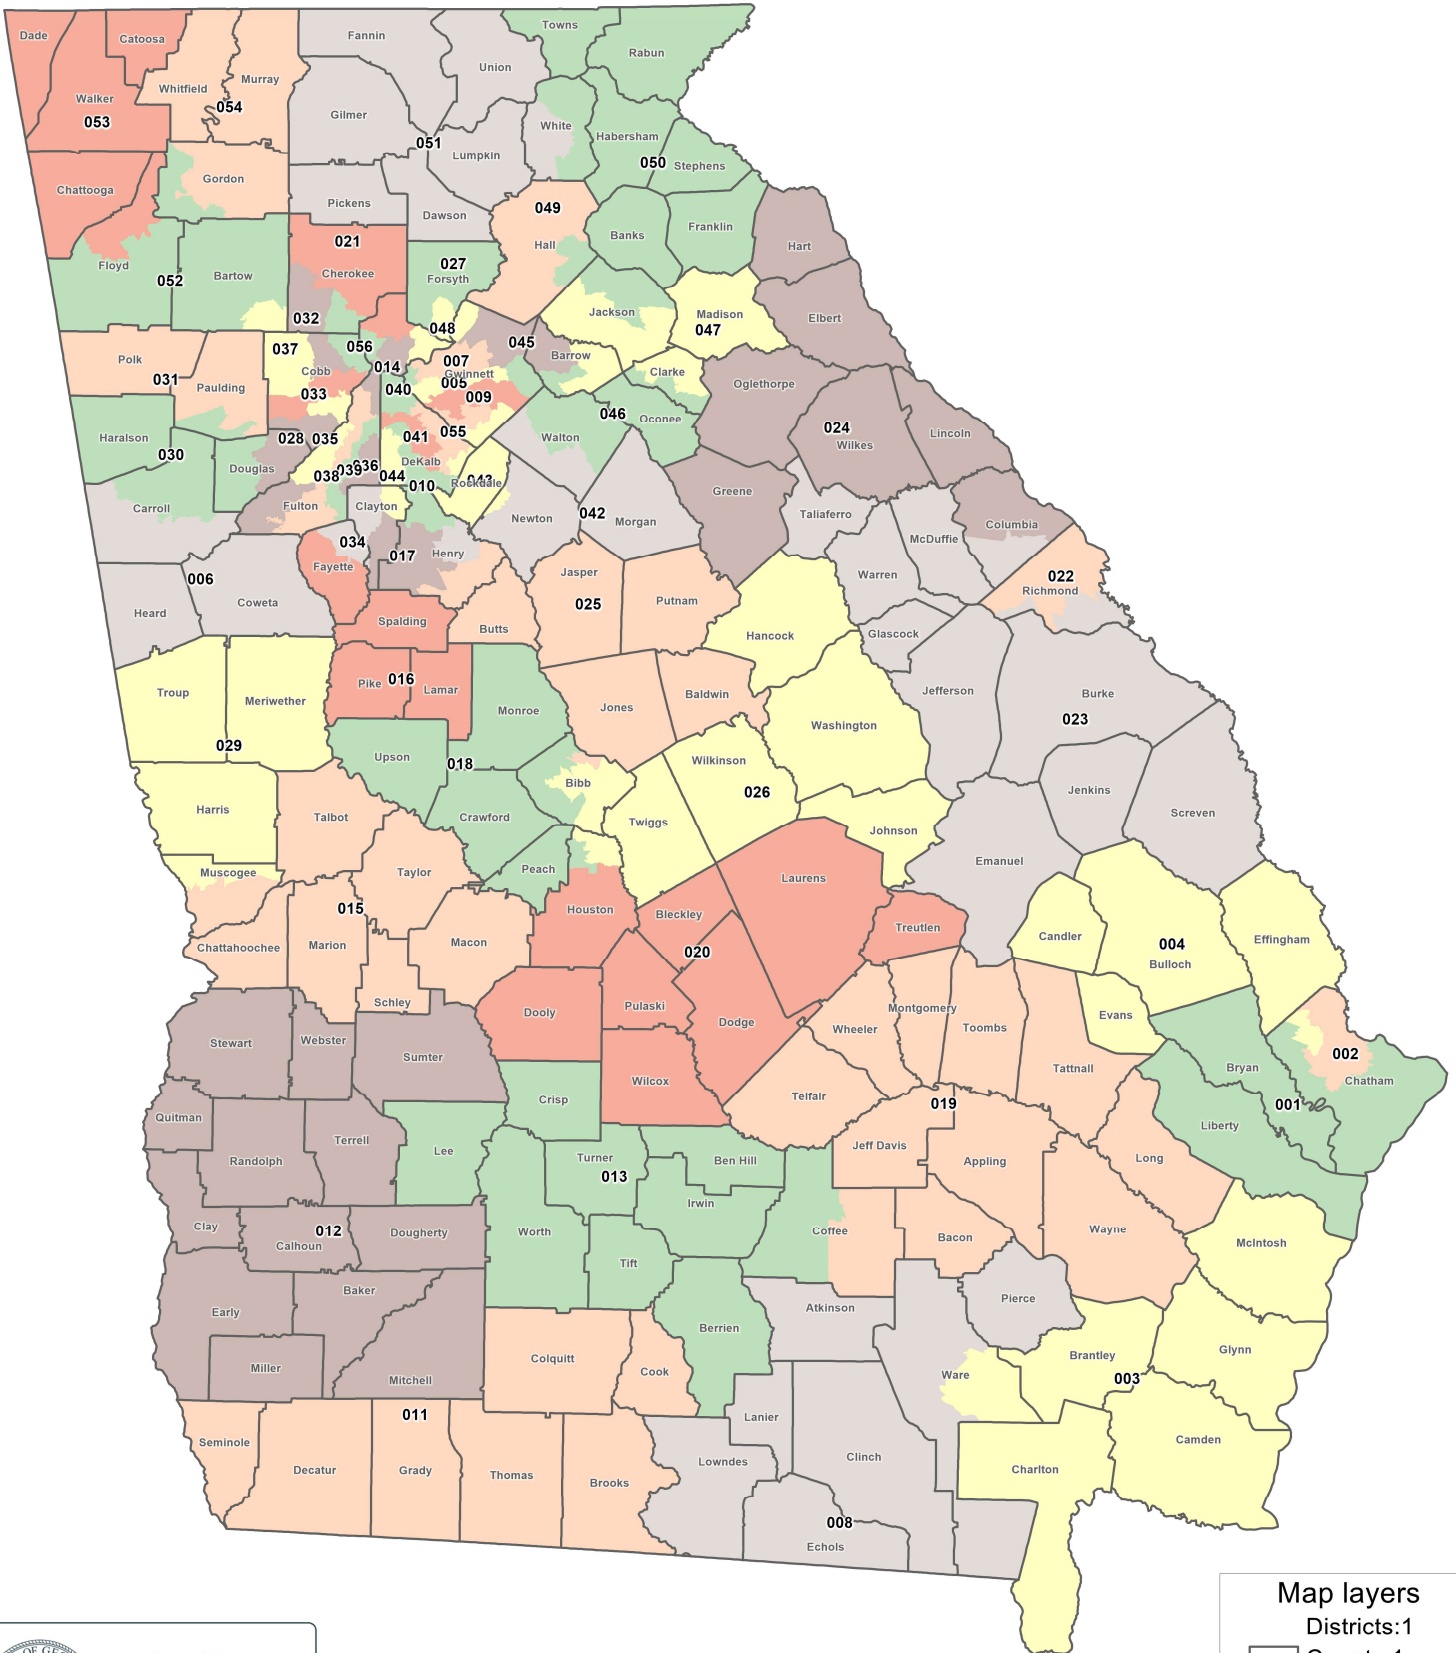 Dade
Catoosa
Fannin
Towns
Union
Rabun
Whitfield
Murray
Walker
053
054
Gilmer
051
White
Habersham
Lumpkin
050
Stephens
Chattooga
Gordon
Pickens
Dawson
049
Hall
Banks
Franklin
Hart
021
Cherokee
027
Forsyth
Floyd
052
Bartow
032
048
Jackson
Madison
047
Elbert
037
056
045
Barrow
Polk
031
Paulding
Cobb
033
014
007
Gwinnett
005
040
009
Clarke
Oglethorpe
046
Oconee
Haralson
030
028
035
041
055
Walton
024
Wilkes
Lincoln
Douglas
038
039
036
DeKalb
044
010
043
Rockdale
Carroll
Fulton
Clayton
Newton
042
Morgan
Greene
Taliaferro
Columbia
McDuffie
034
017
Henry
Fayette
006
Coweta
Heard
Jasper
025
Putnam
Warren
022
Richmond
Spalding
Butts
Hancock
Glascock
Troup
Meriwether
Pike
016
Lamar
Monroe
Jones
Baldwin
Jefferson
Burke
023
Washington
029
Upson
018
Bibb
Wilkinson
026
Harris
Talbot
Crawford
Twiggs
Johnson
Jenkins
Screven
Muscogee
Taylor
Peach
Laurens
Emanuel
015
Houston
Bleckley
Treutlen
Chattahoochee
Marion
Macon
020
Candler
004
Bulloch
Effingham
Schley
Dooly
Pulaski
Dodge
Wheeler
Montgomery
Toombs
Evans
Stewart
Webster
Sumter
Tattnall
Bryan
002
Chatham
Wilcox
Telfair
019
001
Quitman
Crisp
Liberty
Terrell
Lee
Randolph
Turner
013
Ben Hill
Jeff Davis
Appling
Long
Irwin
Clay
012
Calhoun
Dougherty
Worth
Coffee
Bacon
Wayne
McIntosh
Tift
Early
Baker
Atkinson
Pierce
Berrien
Miller
Mitchell
Colquitt
Cook
Ware
Brantley
003
Glynn
011
Seminole
Decatur
Grady
Thomas
Brooks
Lanier
Lowndes
Clinch
Charlton
Camden
008
Echols
Map layers
Districts:1